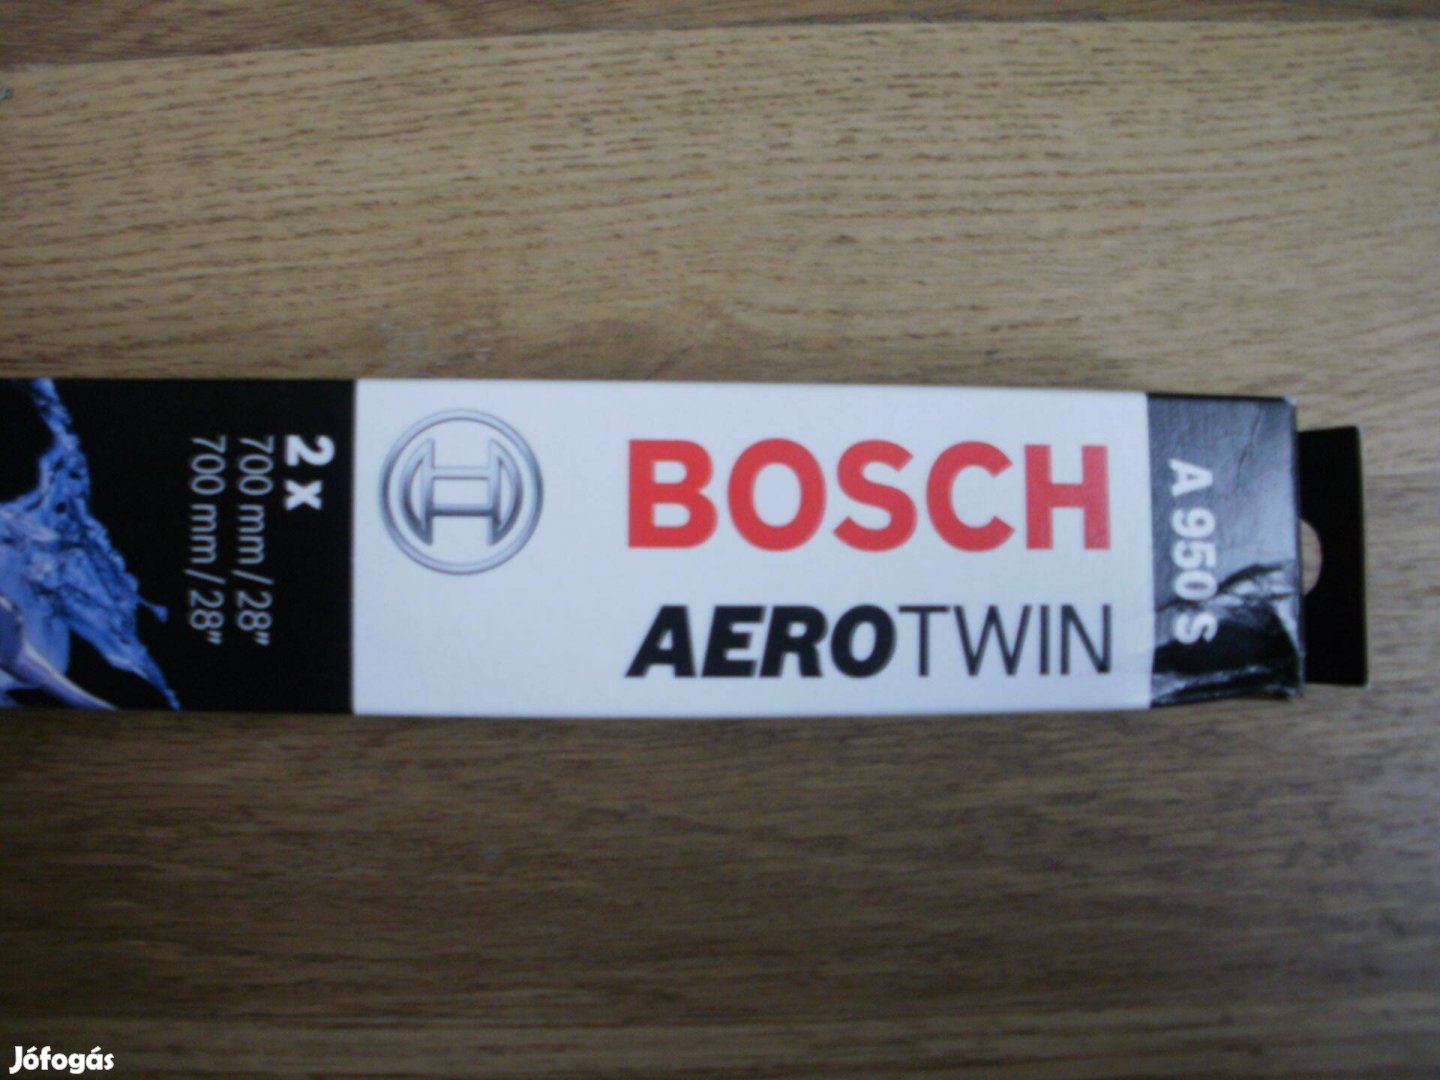 2 x
700 mm / 28"
700 mm / 28"
BOSCH
AEROTWIN
A 950 S
Jófogás